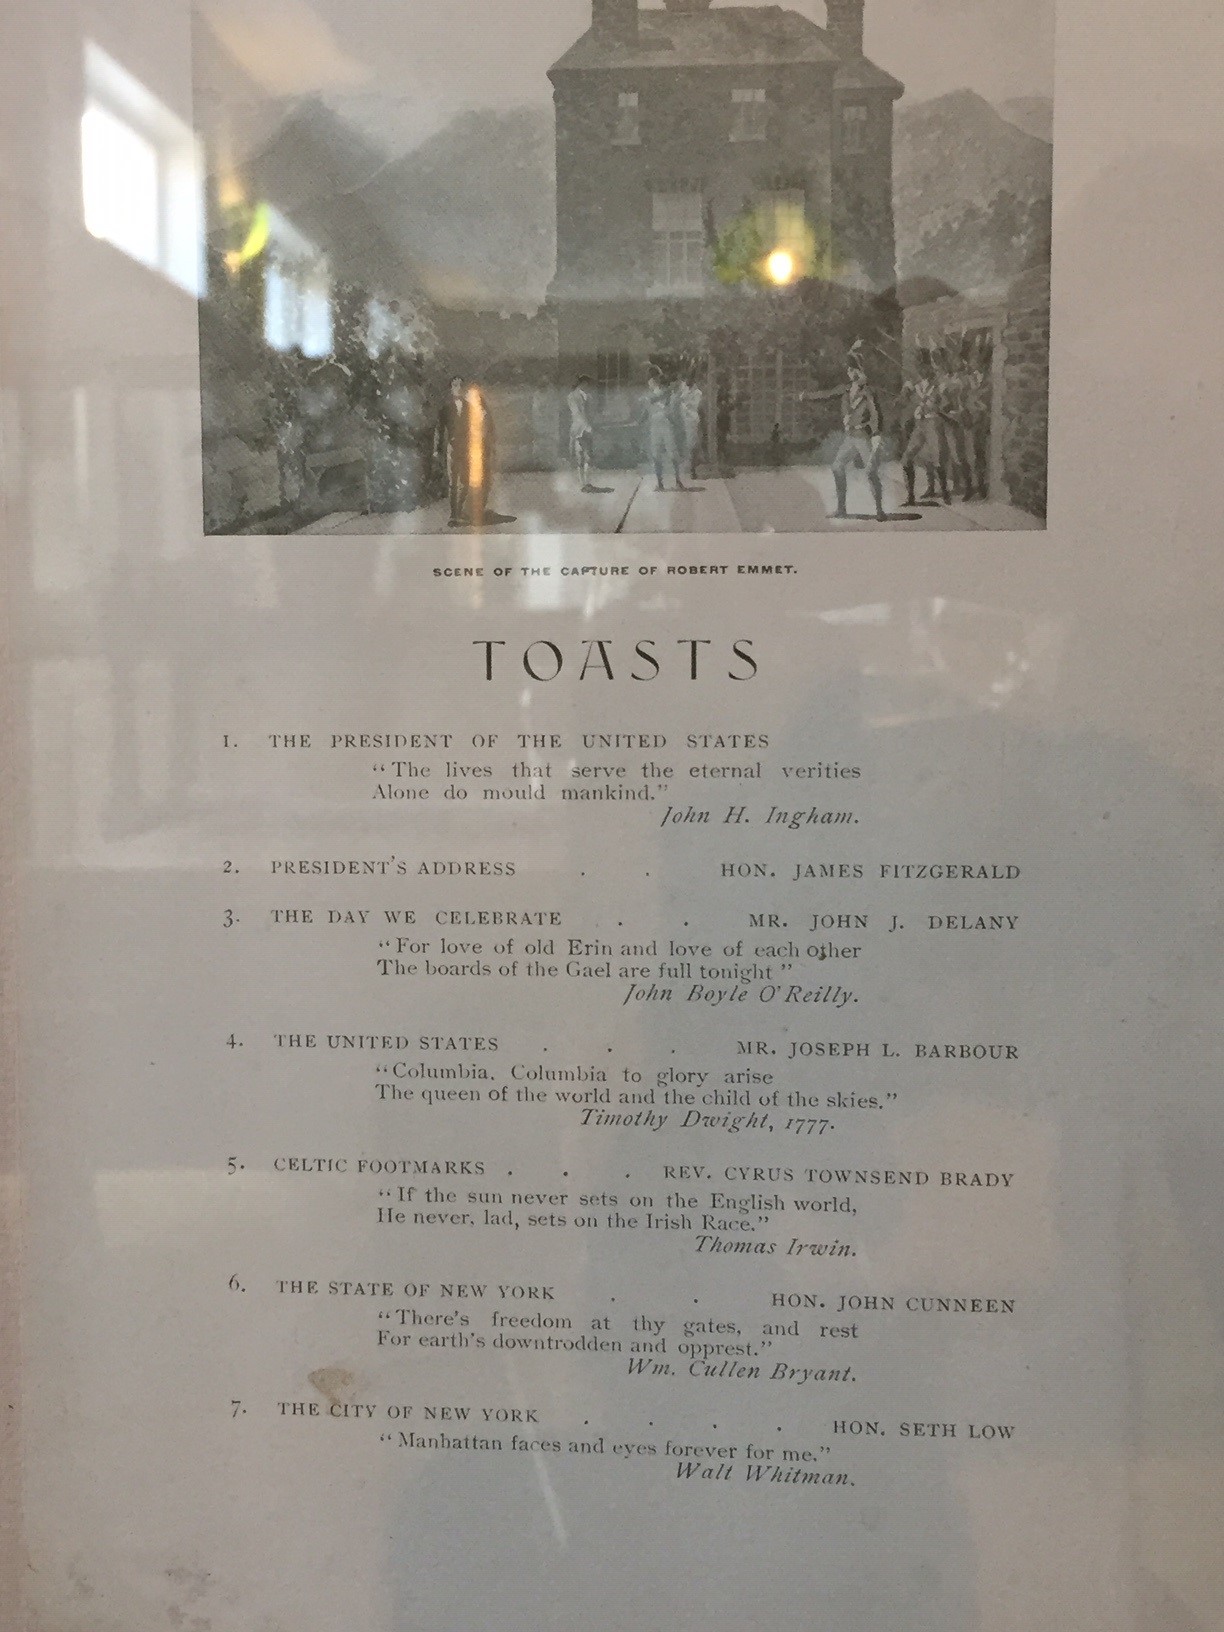 SCENE OF THE CAPTURE OF ROBERT EMMET.
TOASTS
1. THE PRESIDENT OF THE UNITED STATES
“The lives that serve the eternal verities
Alone do mould mankind.”
John H. Ingham.
2. PRESIDENT'S ADDRESS . . HON. JAMES FITZGERALD
3. THE DAY WE CELEBRATE . . MR. JOHN J. DELANY
“For love of old Erin and love of each other
The boards of the Gael are full tonight”
John Boyle O'Reilly.
4. THE UNITED STATES . . . MR. JOSEPH L. BARBOUR
“Columbia, Columbia to glory arise
The queen of the world and the child of the skies.”
Timothy Dwight, 1777.
5. CELTIC FOOTMARKS . . . REV. CYRUS TOWNSEND BRADY
“If the sun never sets on the English world,
He never, lad, sets on the Irish Race.”
Thomas Irwin.
6. THE STATE OF NEW YORK . . HON. JOHN CUNNEEN
“There's freedom at thy gates, and rest
For earth's downtrodden and opprest.”
Wm. Cullen Bryant.
7. THE CITY OF NEW YORK . . . . HON. SETH LOW
“Manhattan faces and eyes forever for me.”
Walt Whitman.